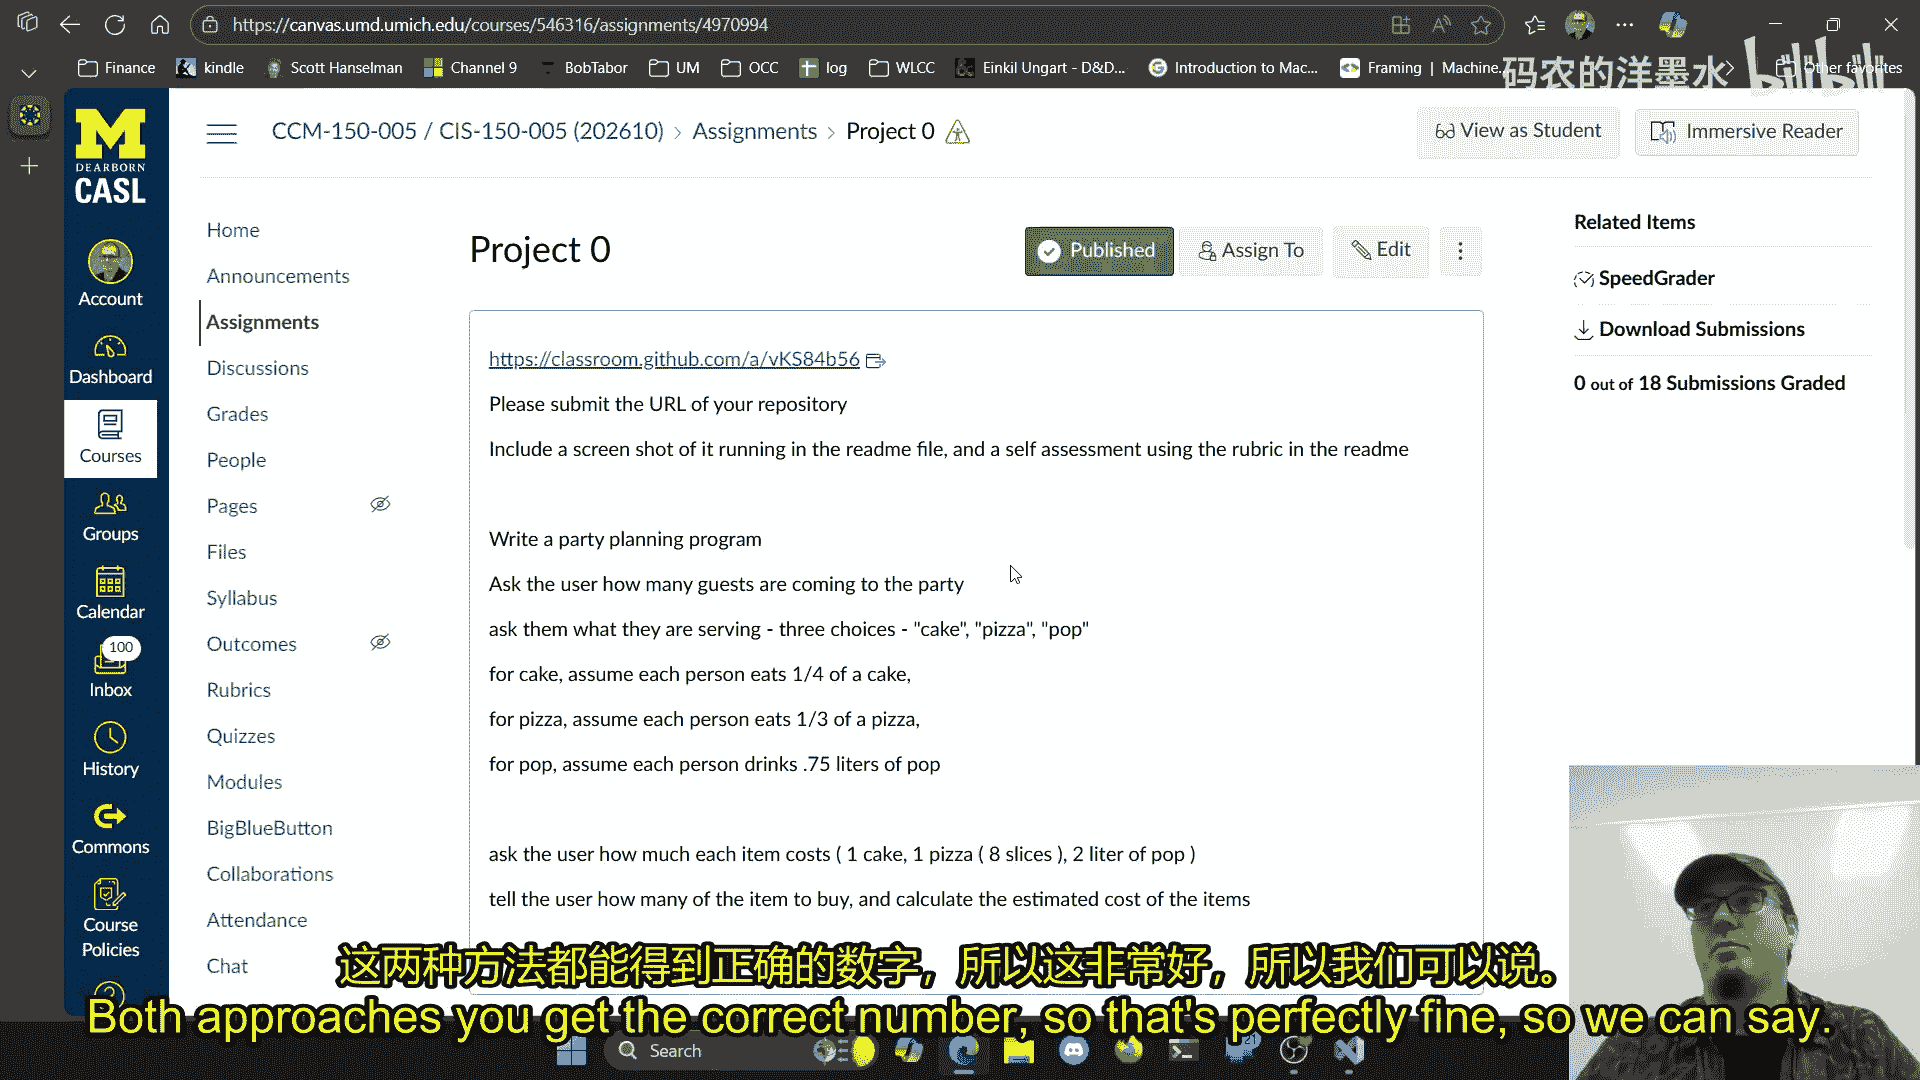 https://canvas.umd.umich.edu/courses/546316/assignments/4970994
Finance
kindle
Scott Hanselman
Channel 9
BobTabor
UM
OCC
log
WLCC
Einkil Ungart - D&D...
Introduction to Mac...
Framing | Machine...
Other favorites
码农的洋墨水
bilibili
M
DEARBORN
CASL
CCM-150-005 / CIS-150-005 (202610) › Assignments › Project 0
View as Student
Immersive Reader
Account
Dashboard
Courses
Groups
Calendar
100
Inbox
History
Commons
Course
Policies
Home
Announcements
Assignments
Discussions
Grades
People
Pages
Files
Syllabus
Outcomes
Rubrics
Quizzes
Modules
BigBlueButton
Collaborations
Attendance
Chat
Project 0
Published
Assign To
Edit
https://classroom.github.com/a/vKS84b56
Please submit the URL of your repository
Include a screen shot of it running in the readme file, and a self assessment using the rubric in the readme
Write a party planning program
Ask the user how many guests are coming to the party
ask them what they are serving - three choices - "cake", "pizza", "pop"
for cake, assume each person eats 1/4 of a cake,
for pizza, assume each person eats 1/3 of a pizza,
for pop, assume each person drinks .75 liters of pop
ask the user how much each item costs ( 1 cake, 1 pizza ( 8 slices ), 2 liter of pop )
tell the user how many of the item to buy, and calculate the estimated cost of the items
Related Items
SpeedGrader
Download Submissions
0 out of 18 Submissions Graded
这两种方法都能得到正确的数字，所以这非常好，所以我们可以说。
Both approaches you get the correct number, so that's perfectly fine, so we can say.
Search
21